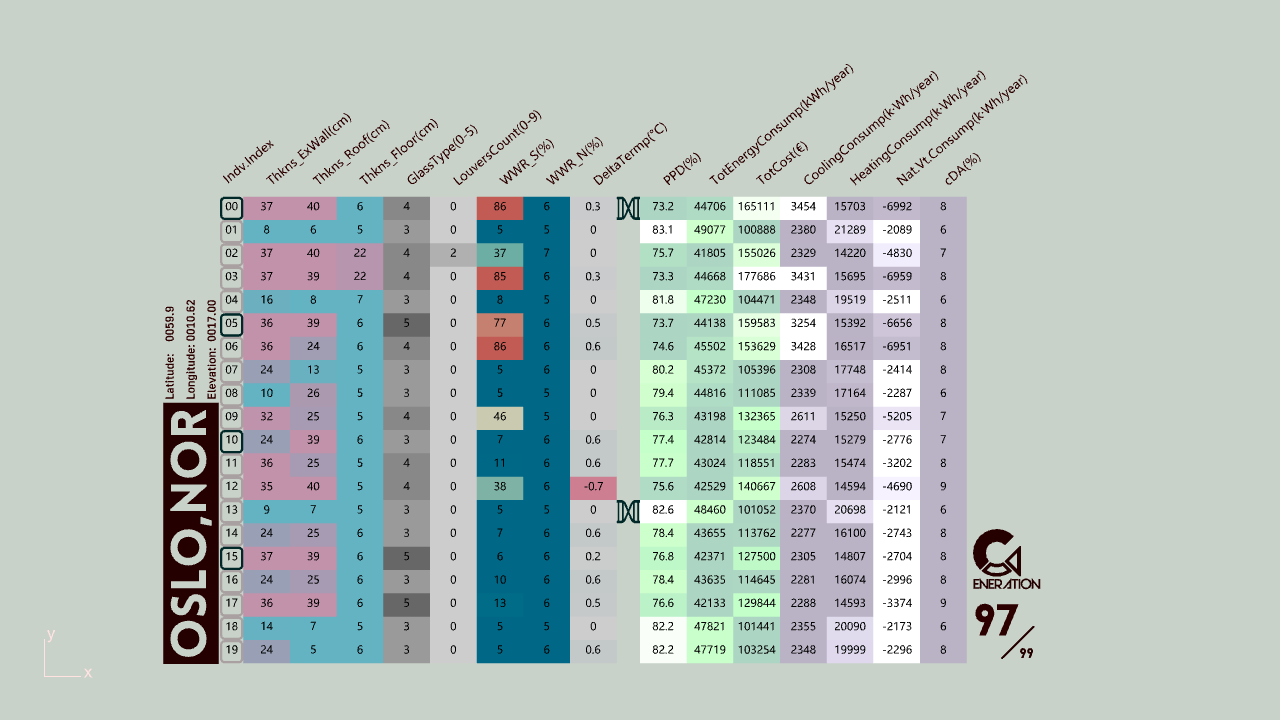 Indv.Index Thkns_ExWall(cm) Thkns_Roof(cm) Thkns_Floor(cm) GlassType(0-5) LouversCount(0-9) WWR_S(%) WWR_N(%) DeltaTermp(°C) PPD(%) TotEnergyConsump(kWh/year) TotCost(€) CoolingConsump(k·Wh/year) HeatingConsump(k·Wh/year) Nat.Vt.Consump(k·Wh/year) cDA(%)
00 37 40 6 4 0 86 6 0.3 73.2 44706 165111 3454 15703 -6992 8
01 8 6 5 3 0 5 5 0 83.1 49077 100888 2380 21289 -2089 6
02 37 40 22 4 2 37 7 0 75.7 41805 155026 2329 14220 -4830 7
03 37 39 22 4 0 85 6 0.3 73.3 44668 177686 3431 15695 -6959 8
04 16 8 7 3 0 8 5 0 81.8 47230 104471 2348 19519 -2511 6
05 36 39 6 5 0 77 6 0.5 73.7 44138 159583 3254 15392 -6656 8
06 36 24 6 4 0 86 6 0.6 74.6 45502 153629 3428 16517 -6951 8
07 24 13 5 3 0 5 6 0 80.2 45372 105396 2308 17748 -2414 8
08 10 26 5 3 0 5 5 0 79.4 44816 111085 2339 17164 -2287 6
09 32 25 5 4 0 46 5 0 76.3 43198 132365 2611 15250 -5205 7
10 24 39 6 3 0 7 6 0.6 77.4 42814 123484 2274 15279 -2776 7
11 36 25 5 4 0 11 6 0.6 77.7 43024 118551 2283 15474 -3202 8
12 35 40 5 4 0 38 6 -0.7 75.6 42529 140667 2608 14594 -4690 9
13 9 7 5 3 0 5 5 0 82.6 48460 101052 2370 20698 -2121 6
14 24 25 6 3 0 7 6 0.6 78.4 43655 113762 2277 16100 -2743 8
15 37 39 6 5 0 6 6 0.2 76.8 42371 127500 2305 14807 -2704 8
16 24 25 6 3 0 10 6 0.6 78.4 43635 114645 2281 16074 -2996 8
17 36 39 6 5 0 13 6 0.5 76.6 42133 129844 2288 14593 -3374 9
18 14 7 5 3 0 5 5 0 82.2 47821 101441 2355 20090 -2173 6
19 24 5 6 3 0 5 6 0.6 82.2 47719 103254 2348 19999 -2296 8
Latitude: 0059.9
Longitude: 0010.62
Elevation: 0017.00
OSLO,NOR
GENERATION
97/99
y
x